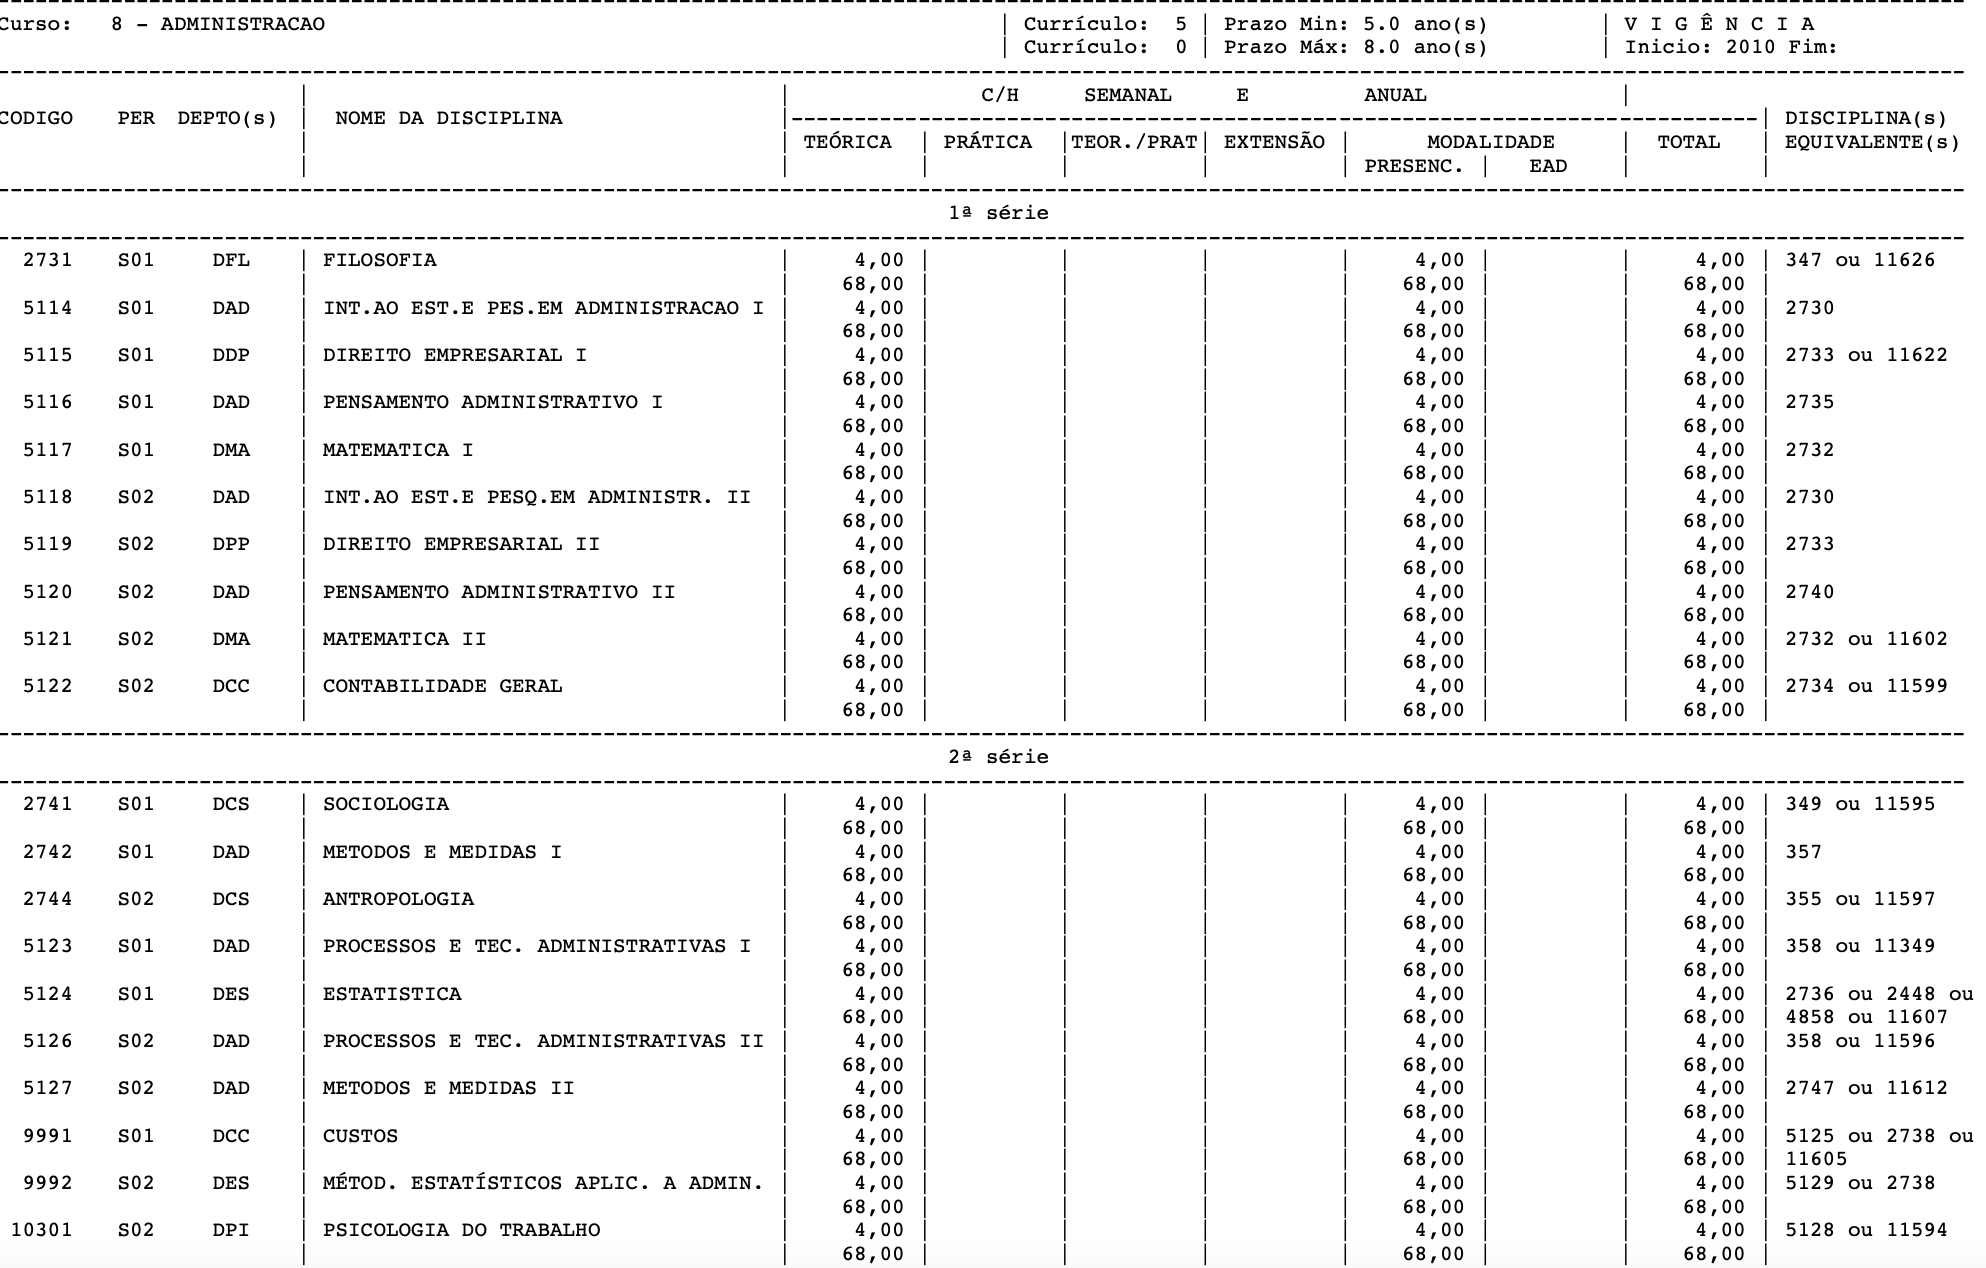 Curso: 8 - ADMINISTRACAO | Currículo: 5 | Prazo Min: 5.0 ano(s) | V I G Ê N C I A
| Currículo: 0 | Prazo Máx: 8.0 ano(s) | Inicio: 2010 Fim:
C/H SEMANAL E ANUAL
CODIGO PER DEPTO(s) | NOME DA DISCIPLINA | DISCIPLINA(s)
TEÓRICA | PRÁTICA | TEOR./PRAT | EXTENSÃO | MODALIDADE | TOTAL | EQUIVALENTE(s)
PRESENC. | EAD
1ª série
2731 S01 DFL | FILOSOFIA | 4,00 | 4,00 | 4,00 | 347 ou 11626
68,00 | 68,00 | 68,00
5114 S01 DAD | INT.AO EST.E PES.EM ADMINISTRACAO I | 4,00 | 4,00 | 4,00 | 2730
68,00 | 68,00 | 68,00
5115 S01 DDP | DIREITO EMPRESARIAL I | 4,00 | 4,00 | 4,00 | 2733 ou 11622
68,00 | 68,00 | 68,00
5116 S01 DAD | PENSAMENTO ADMINISTRATIVO I | 4,00 | 4,00 | 4,00 | 2735
68,00 | 68,00 | 68,00
5117 S01 DMA | MATEMATICA I | 4,00 | 4,00 | 4,00 | 2732
68,00 | 68,00 | 68,00
5118 S02 DAD | INT.AO EST.E PESQ.EM ADMINISTR. II | 4,00 | 4,00 | 4,00 | 2730
68,00 | 68,00 | 68,00
5119 S02 DPP | DIREITO EMPRESARIAL II | 4,00 | 4,00 | 4,00 | 2733
68,00 | 68,00 | 68,00
5120 S02 DAD | PENSAMENTO ADMINISTRATIVO II | 4,00 | 4,00 | 4,00 | 2740
68,00 | 68,00 | 68,00
5121 S02 DMA | MATEMATICA II | 4,00 | 4,00 | 4,00 | 2732 ou 11602
68,00 | 68,00 | 68,00
5122 S02 DCC | CONTABILIDADE GERAL | 4,00 | 4,00 | 4,00 | 2734 ou 11599
68,00 | 68,00 | 68,00
2ª série
2741 S01 DCS | SOCIOLOGIA | 4,00 | 4,00 | 4,00 | 349 ou 11595
68,00 | 68,00 | 68,00
2742 S01 DAD | METODOS E MEDIDAS I | 4,00 | 4,00 | 4,00 | 357
68,00 | 68,00 | 68,00
2744 S02 DCS | ANTROPOLOGIA | 4,00 | 4,00 | 4,00 | 355 ou 11597
68,00 | 68,00 | 68,00
5123 S01 DAD | PROCESSOS E TEC. ADMINISTRATIVAS I | 4,00 | 4,00 | 4,00 | 358 ou 11349
68,00 | 68,00 | 68,00
5124 S01 DES | ESTATISTICA | 4,00 | 4,00 | 4,00 | 2736 ou 2448 ou
68,00 | 68,00 | 68,00 | 4858 ou 11607
5126 S02 DAD | PROCESSOS E TEC. ADMINISTRATIVAS II | 4,00 | 4,00 | 4,00 | 358 ou 11596
68,00 | 68,00 | 68,00
5127 S02 DAD | METODOS E MEDIDAS II | 4,00 | 4,00 | 4,00 | 2747 ou 11612
68,00 | 68,00 | 68,00
9991 S01 DCC | CUSTOS | 4,00 | 4,00 | 4,00 | 5125 ou 2738 ou
68,00 | 68,00 | 68,00 | 11605
9992 S02 DES | MÉTOD. ESTATÍSTICOS APLIC. A ADMIN. | 4,00 | 4,00 | 4,00 | 5129 ou 2738
68,00 | 68,00 | 68,00
10301 S02 DPI | PSICOLOGIA DO TRABALHO | 4,00 | 4,00 | 4,00 | 5128 ou 11594
68,00 | 68,00 | 68,00